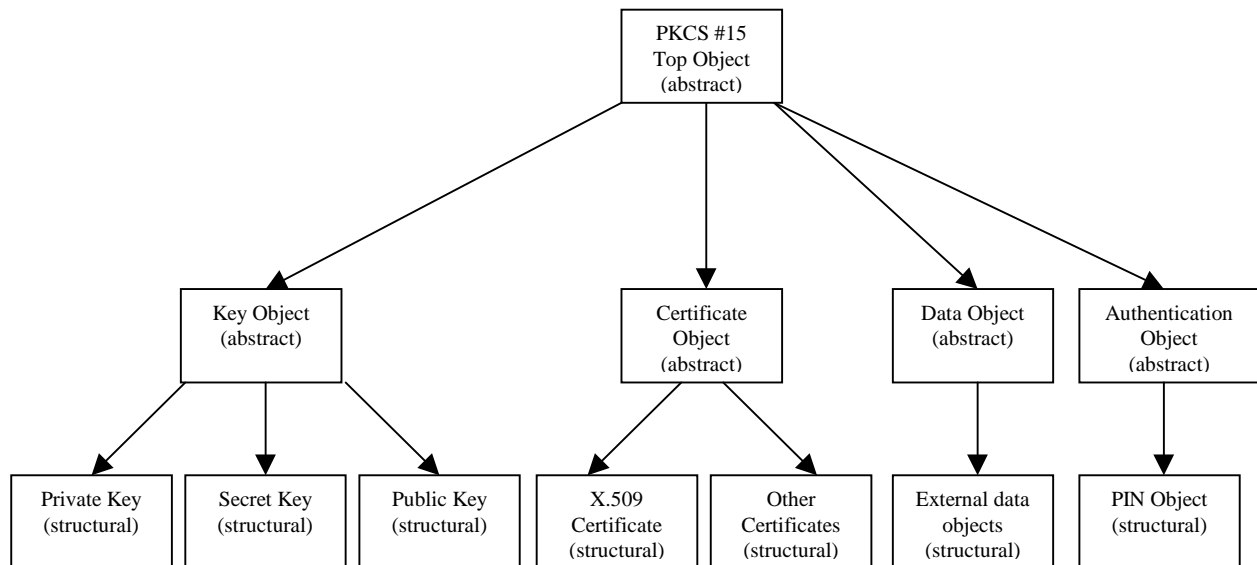 PKCS #15
Top Object
(abstract)
Key Object
(abstract)
Certificate
Object
(abstract)
Data Object
(abstract)
Authentication
Object
(abstract)
Private Key
(structural)
Secret Key
(structural)
Public Key
(structural)
X.509
Certificate
(structural)
Other
Certificates
(structural)
External data
objects
(structural)
PIN Object
(structural)